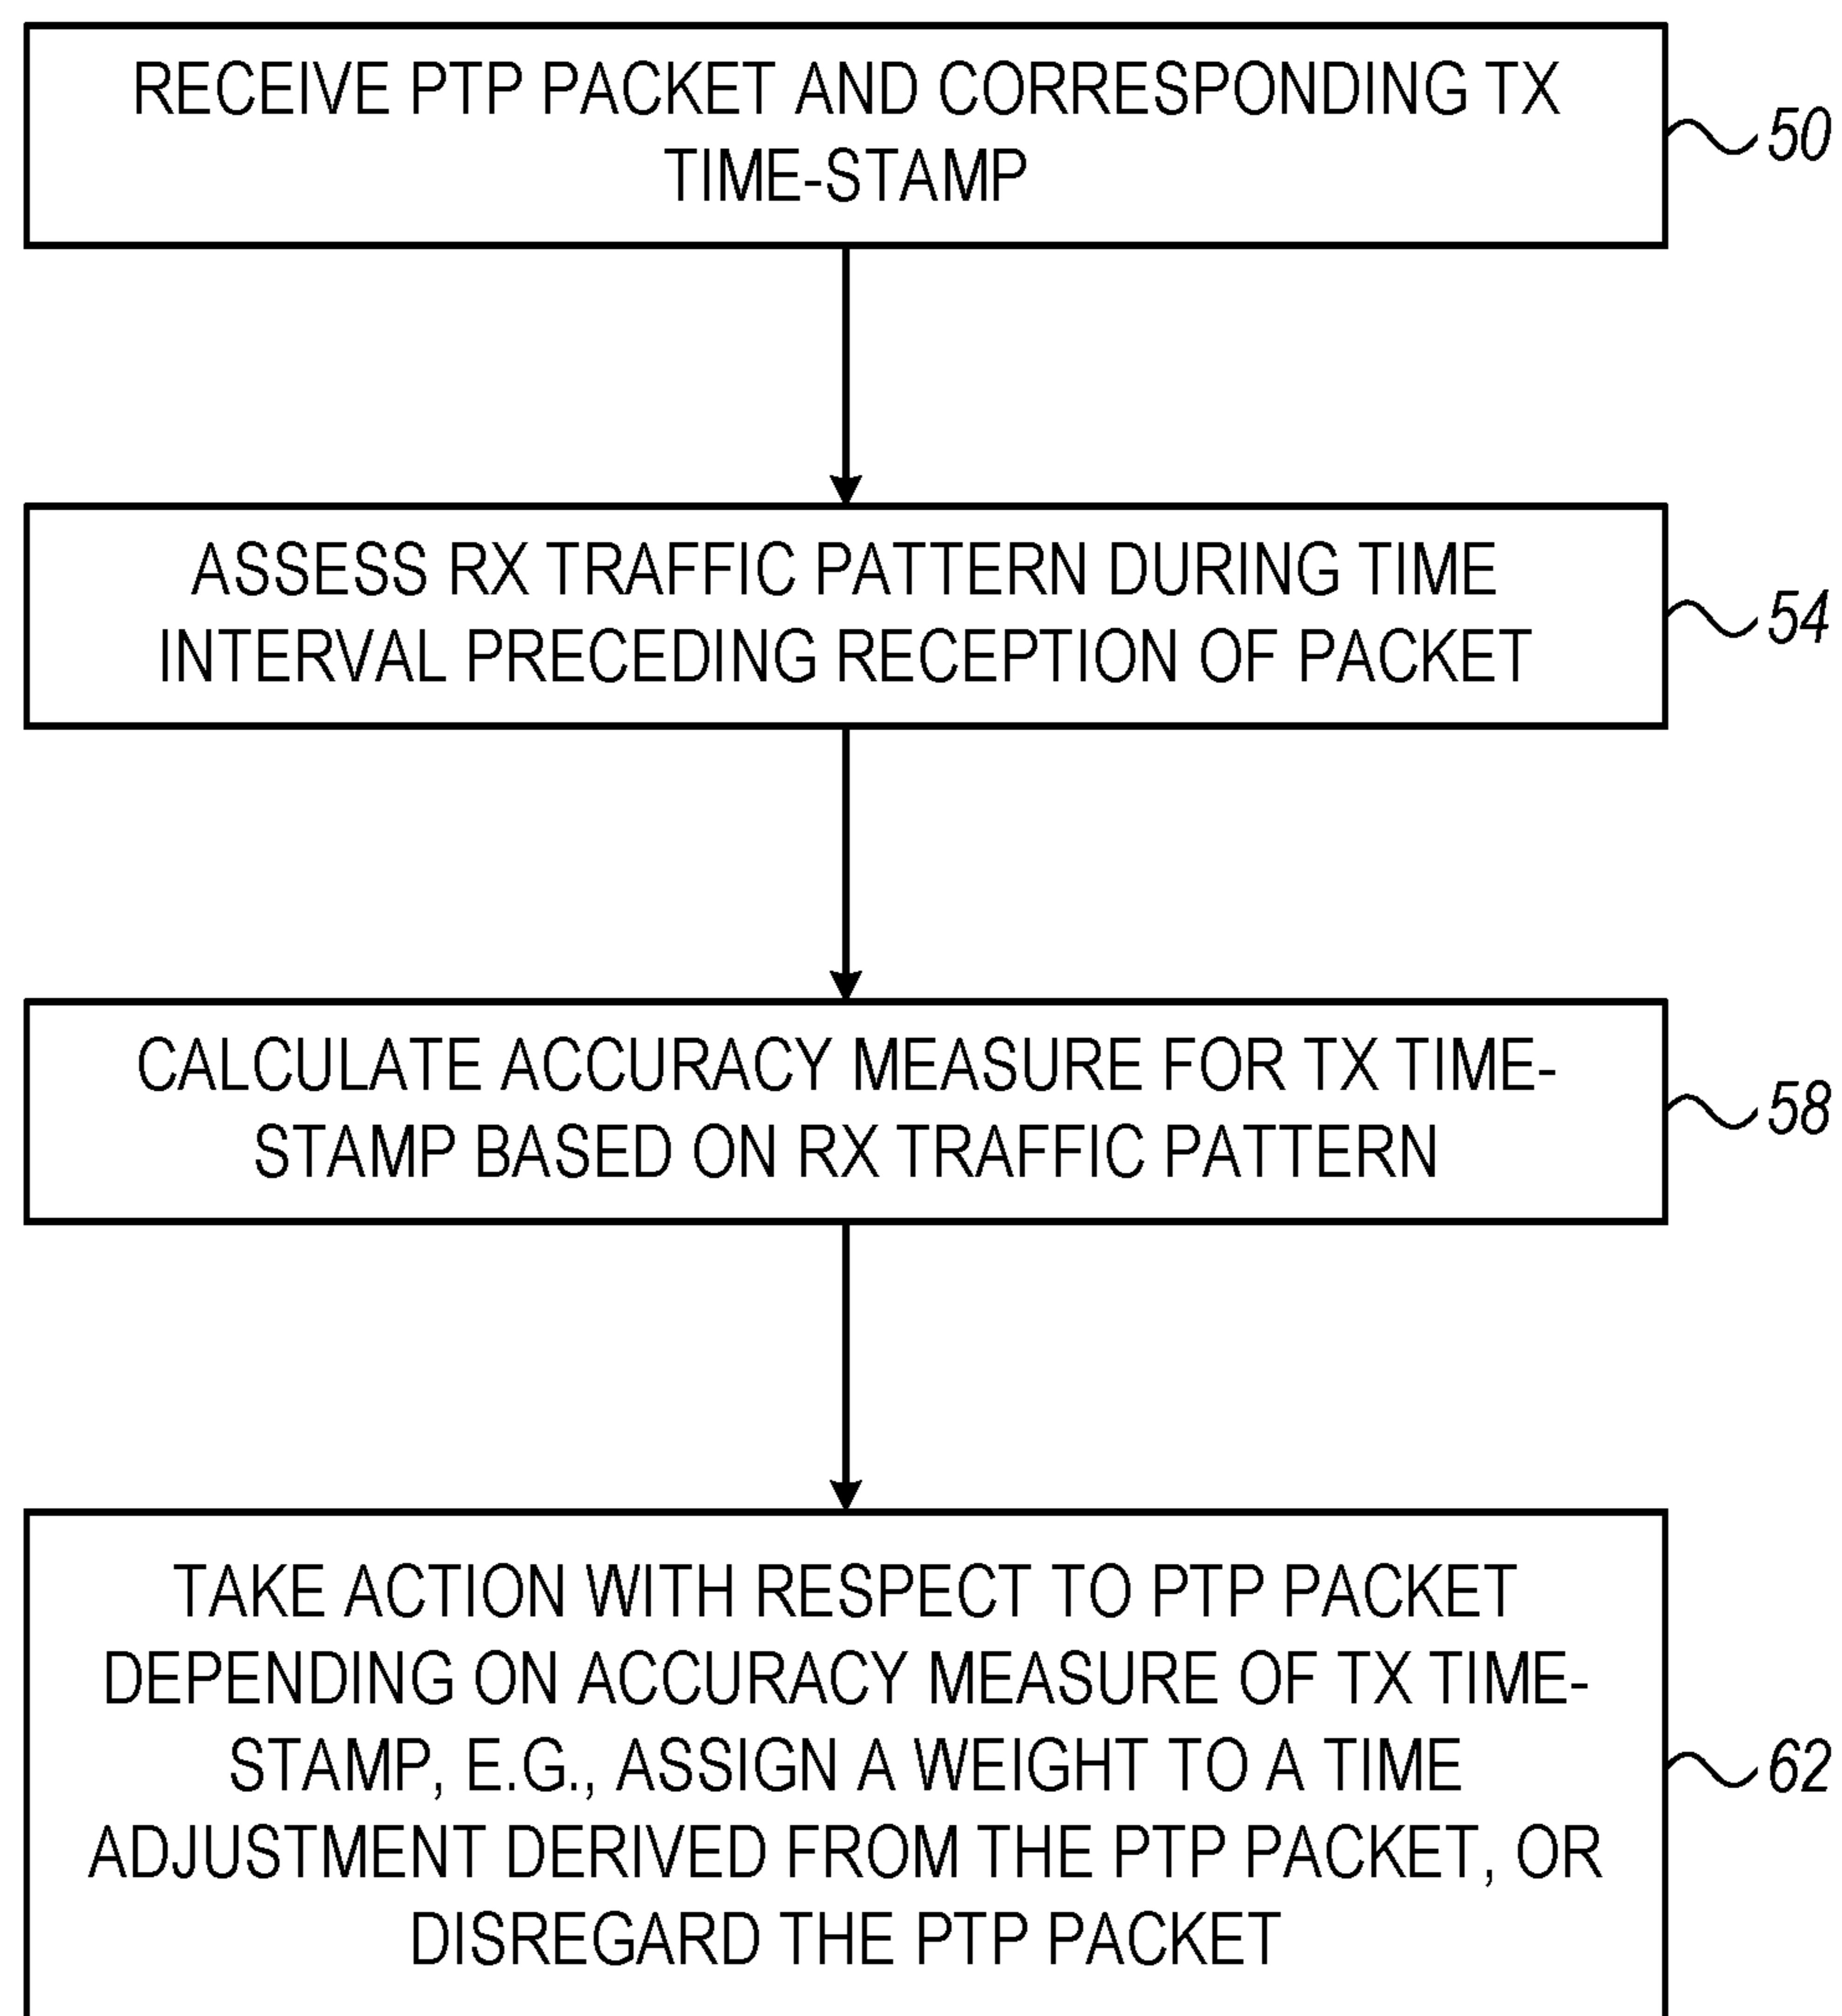 RECEIVE PTP PACKET AND CORRESPONDING TX
TIME-STAMP
50
ASSESS RX TRAFFIC PATTERN DURING TIME
INTERVAL PRECEDING RECEPTION OF PACKET
54
CALCULATE ACCURACY MEASURE FOR TX TIME-
STAMP BASED ON RX TRAFFIC PATTERN
58
TAKE ACTION WITH RESPECT TO PTP PACKET
DEPENDING ON ACCURACY MEASURE OF TX TIME-
STAMP, E.G., ASSIGN A WEIGHT TO A TIME
ADJUSTMENT DERIVED FROM THE PTP PACKET, OR
DISREGARD THE PTP PACKET
62